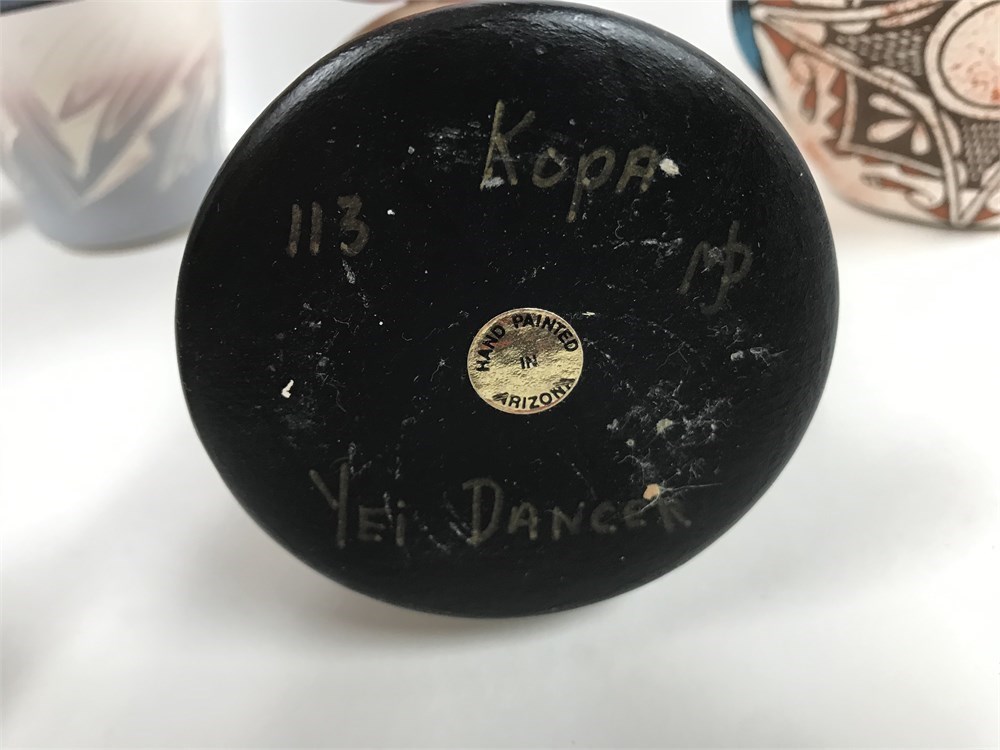 Kopa
113
HAND PAINTED
IN
ARIZONA
Yei Dancer